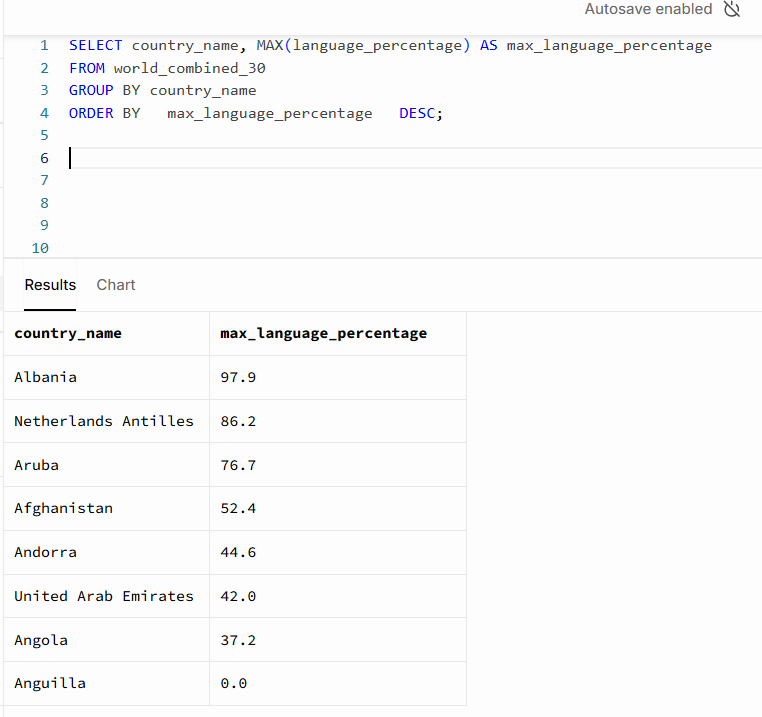 Autosave enabled
1 SELECT country_name, MAX(language_percentage) AS max_language_percentage
2 FROM world_combined_30
3 GROUP BY country_name
4 ORDER BY   max_language_percentage   DESC;
5
6
7
8
9
10
Results Chart
country_name max_language_percentage
Albania 97.9
Netherlands Antilles 86.2
Aruba 76.7
Afghanistan 52.4
Andorra 44.6
United Arab Emirates 42.0
Angola 37.2
Anguilla 0.0